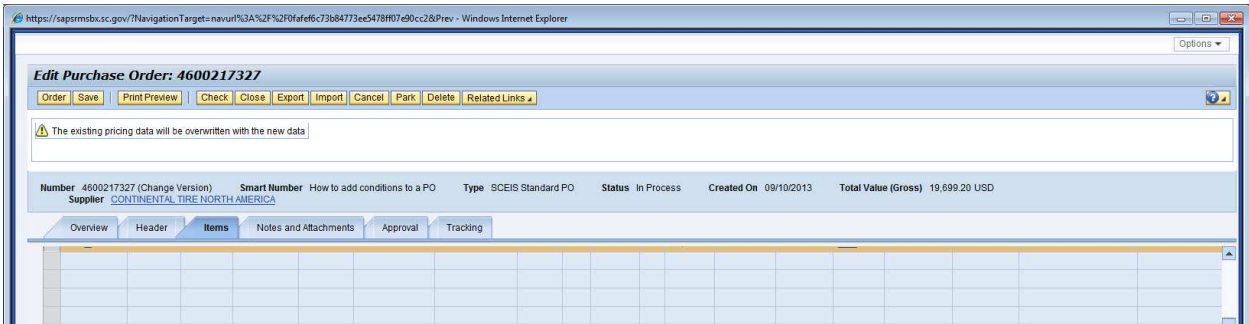 https://sapsrmsbx.sc.gov/?NavigationTarget=navurl%3A%2F%2F0fafef6c73b84773ee5478ff07e90cc2&Prev - Windows Internet Explorer
Options
Edit Purchase Order: 4600217327
Order Save Print Preview Check Close Export Import Cancel Park Delete Related Links
The existing pricing data will be overwritten with the new data
Number 4600217327 (Change Version) Smart Number How to add conditions to a PO Type SCEIS Standard PO Status In Process Created On 09/10/2013 Total Value (Gross) 19,699.20 USD
Supplier CONTINENTAL TIRE NORTH AMERICA
Overview Header Items Notes and Attachments Approval Tracking